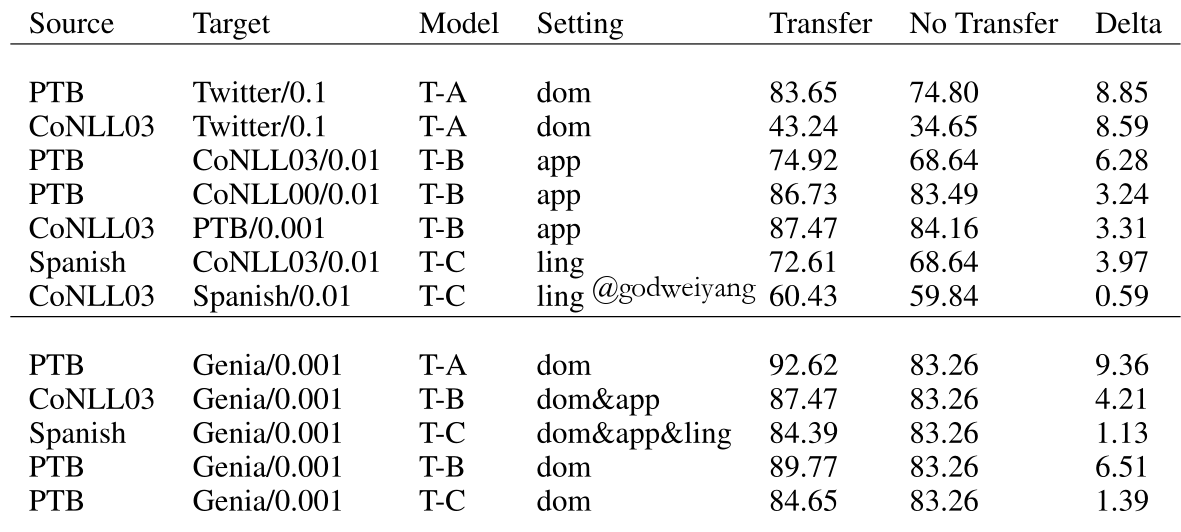 Source Target Model Setting Transfer No Transfer Delta
PTB Twitter/0.1 T-A dom 83.65 74.80 8.85
CoNLL03 Twitter/0.1 T-A dom 43.24 34.65 8.59
PTB CoNLL03/0.01 T-B app 74.92 68.64 6.28
PTB CoNLL00/0.01 T-B app 86.73 83.49 3.24
CoNLL03 PTB/0.001 T-B app 87.47 84.16 3.31
Spanish CoNLL03/0.01 T-C ling 72.61 68.64 3.97
CoNLL03 Spanish/0.01 T-C ling @godweiyang 60.43 59.84 0.59
PTB Genia/0.001 T-A dom 92.62 83.26 9.36
CoNLL03 Genia/0.001 T-B dom&app 87.47 83.26 4.21
Spanish Genia/0.001 T-C dom&app&ling 84.39 83.26 1.13
PTB Genia/0.001 T-B dom 89.77 83.26 6.51
PTB Genia/0.001 T-C dom 84.65 83.26 1.39